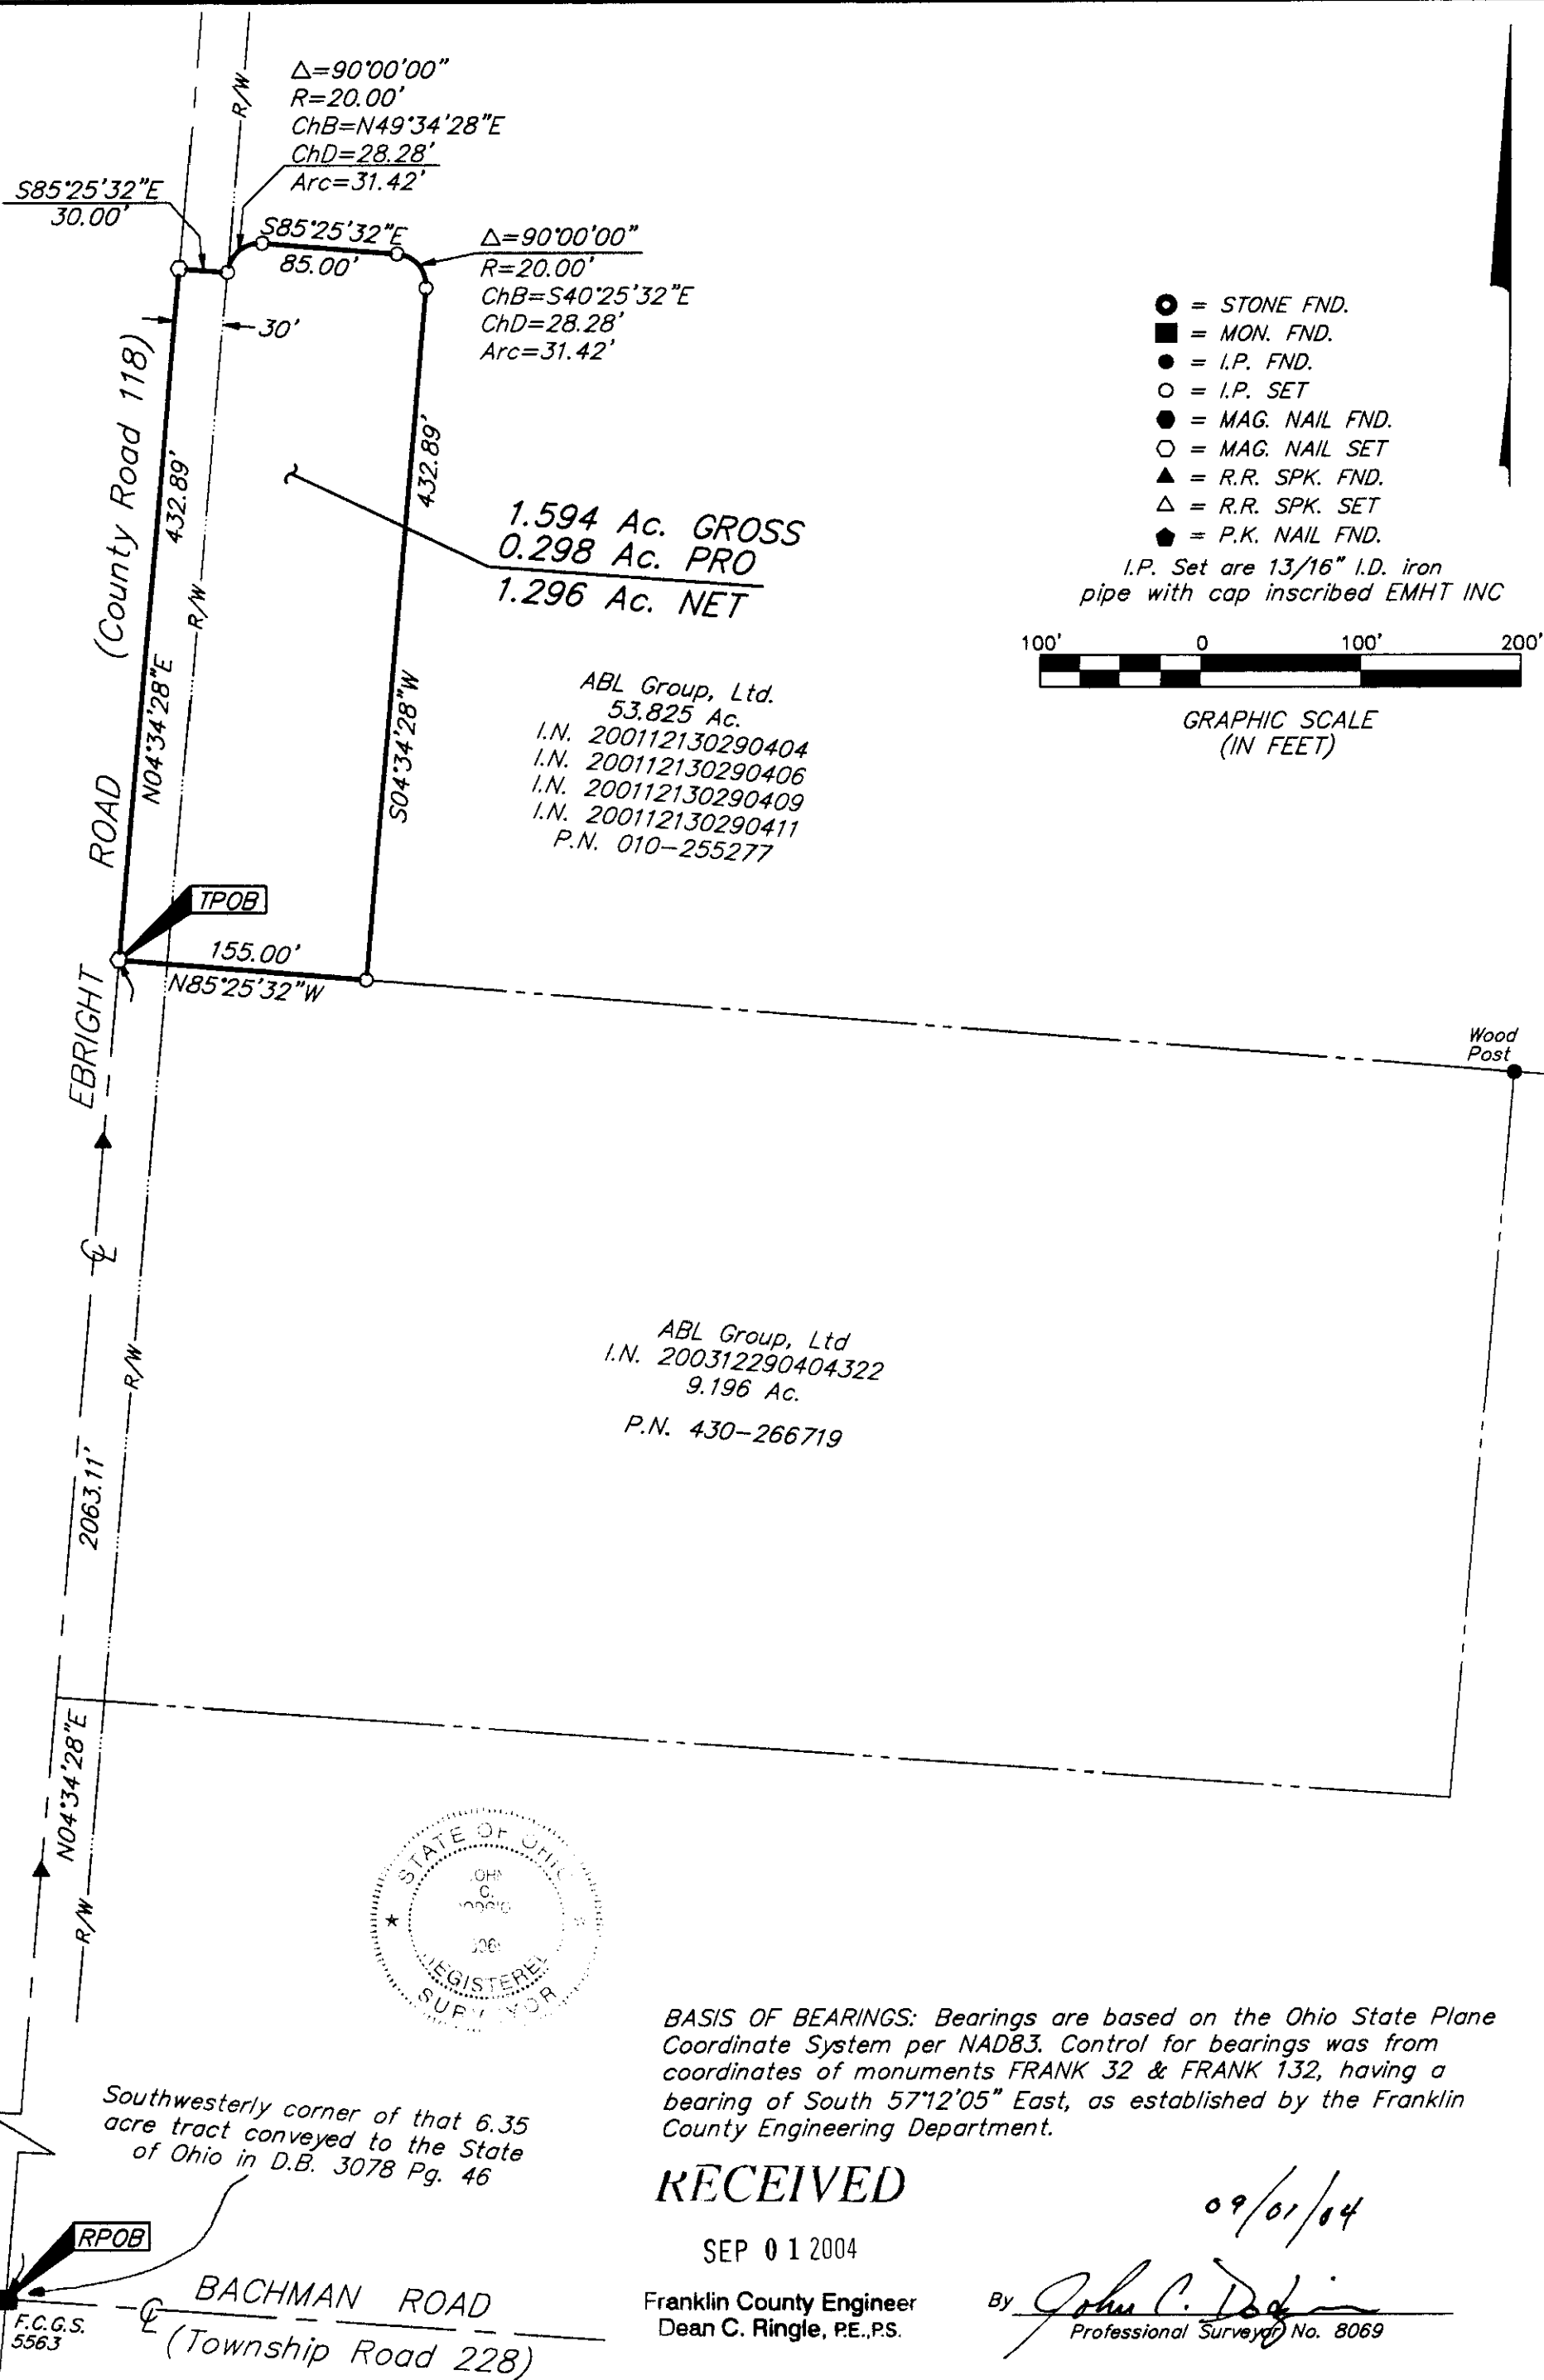 R/W
Δ=90°00'00"
R=20.00'
ChB=N49°34'28"E
ChD=28.28'
Arc=31.42'
S85°25'32"E
30.00'
S85°25'32"E
85.00'
Δ=90°00'00"
R=20.00'
ChB=S40°25'32"E
ChD=28.28'
Arc=31.42'
30'
EBRIGHT ROAD (County Road 118)
N04°34'28"E 432.89'
R/W
S04°34'28"W 432.89'
1.594 Ac. GROSS
0.298 Ac. PRO
1.296 Ac. NET
= STONE FND.
= MON. FND.
= I.P. FND.
= I.P. SET
= MAG. NAIL FND.
= MAG. NAIL SET
= R.R. SPK. FND.
= R.R. SPK. SET
= P.K. NAIL FND.
I.P. Set are 13/16" I.D. iron
pipe with cap inscribed EMHT INC
100' 0 100' 200'
GRAPHIC SCALE
(IN FEET)
ABL Group, Ltd.
53.825 Ac.
I.N. 200112130290404
I.N. 200112130290406
I.N. 200112130290409
I.N. 200112130290411
P.N. 010-255277
TPOB
155.00'
N85°25'32"W
Wood
Post
℄
R/W
ABL Group, Ltd
I.N. 200312290404322
9.196 Ac.
P.N. 430-266719
N04°34'28"E 2063.11'
R/W
STATE OF OHIO
C.
REGISTERED
SURVEYOR
BASIS OF BEARINGS: Bearings are based on the Ohio State Plane
Coordinate System per NAD83. Control for bearings was from
coordinates of monuments FRANK 32 & FRANK 132, having a
bearing of South 57°12'05" East, as established by the Franklin
County Engineering Department.
Southwesterly corner of that 6.35
acre tract conveyed to the State
of Ohio in D.B. 3078 Pg. 46
RECEIVED
SEP 01 2004
Franklin County Engineer
Dean C. Ringle, P.E., P.S.
09/01/04
By John C. Dodgion
Professional Surveyor No. 8069
RPOB
F.C.G.S.
5563
℄ BACHMAN ROAD
(Township Road 228)